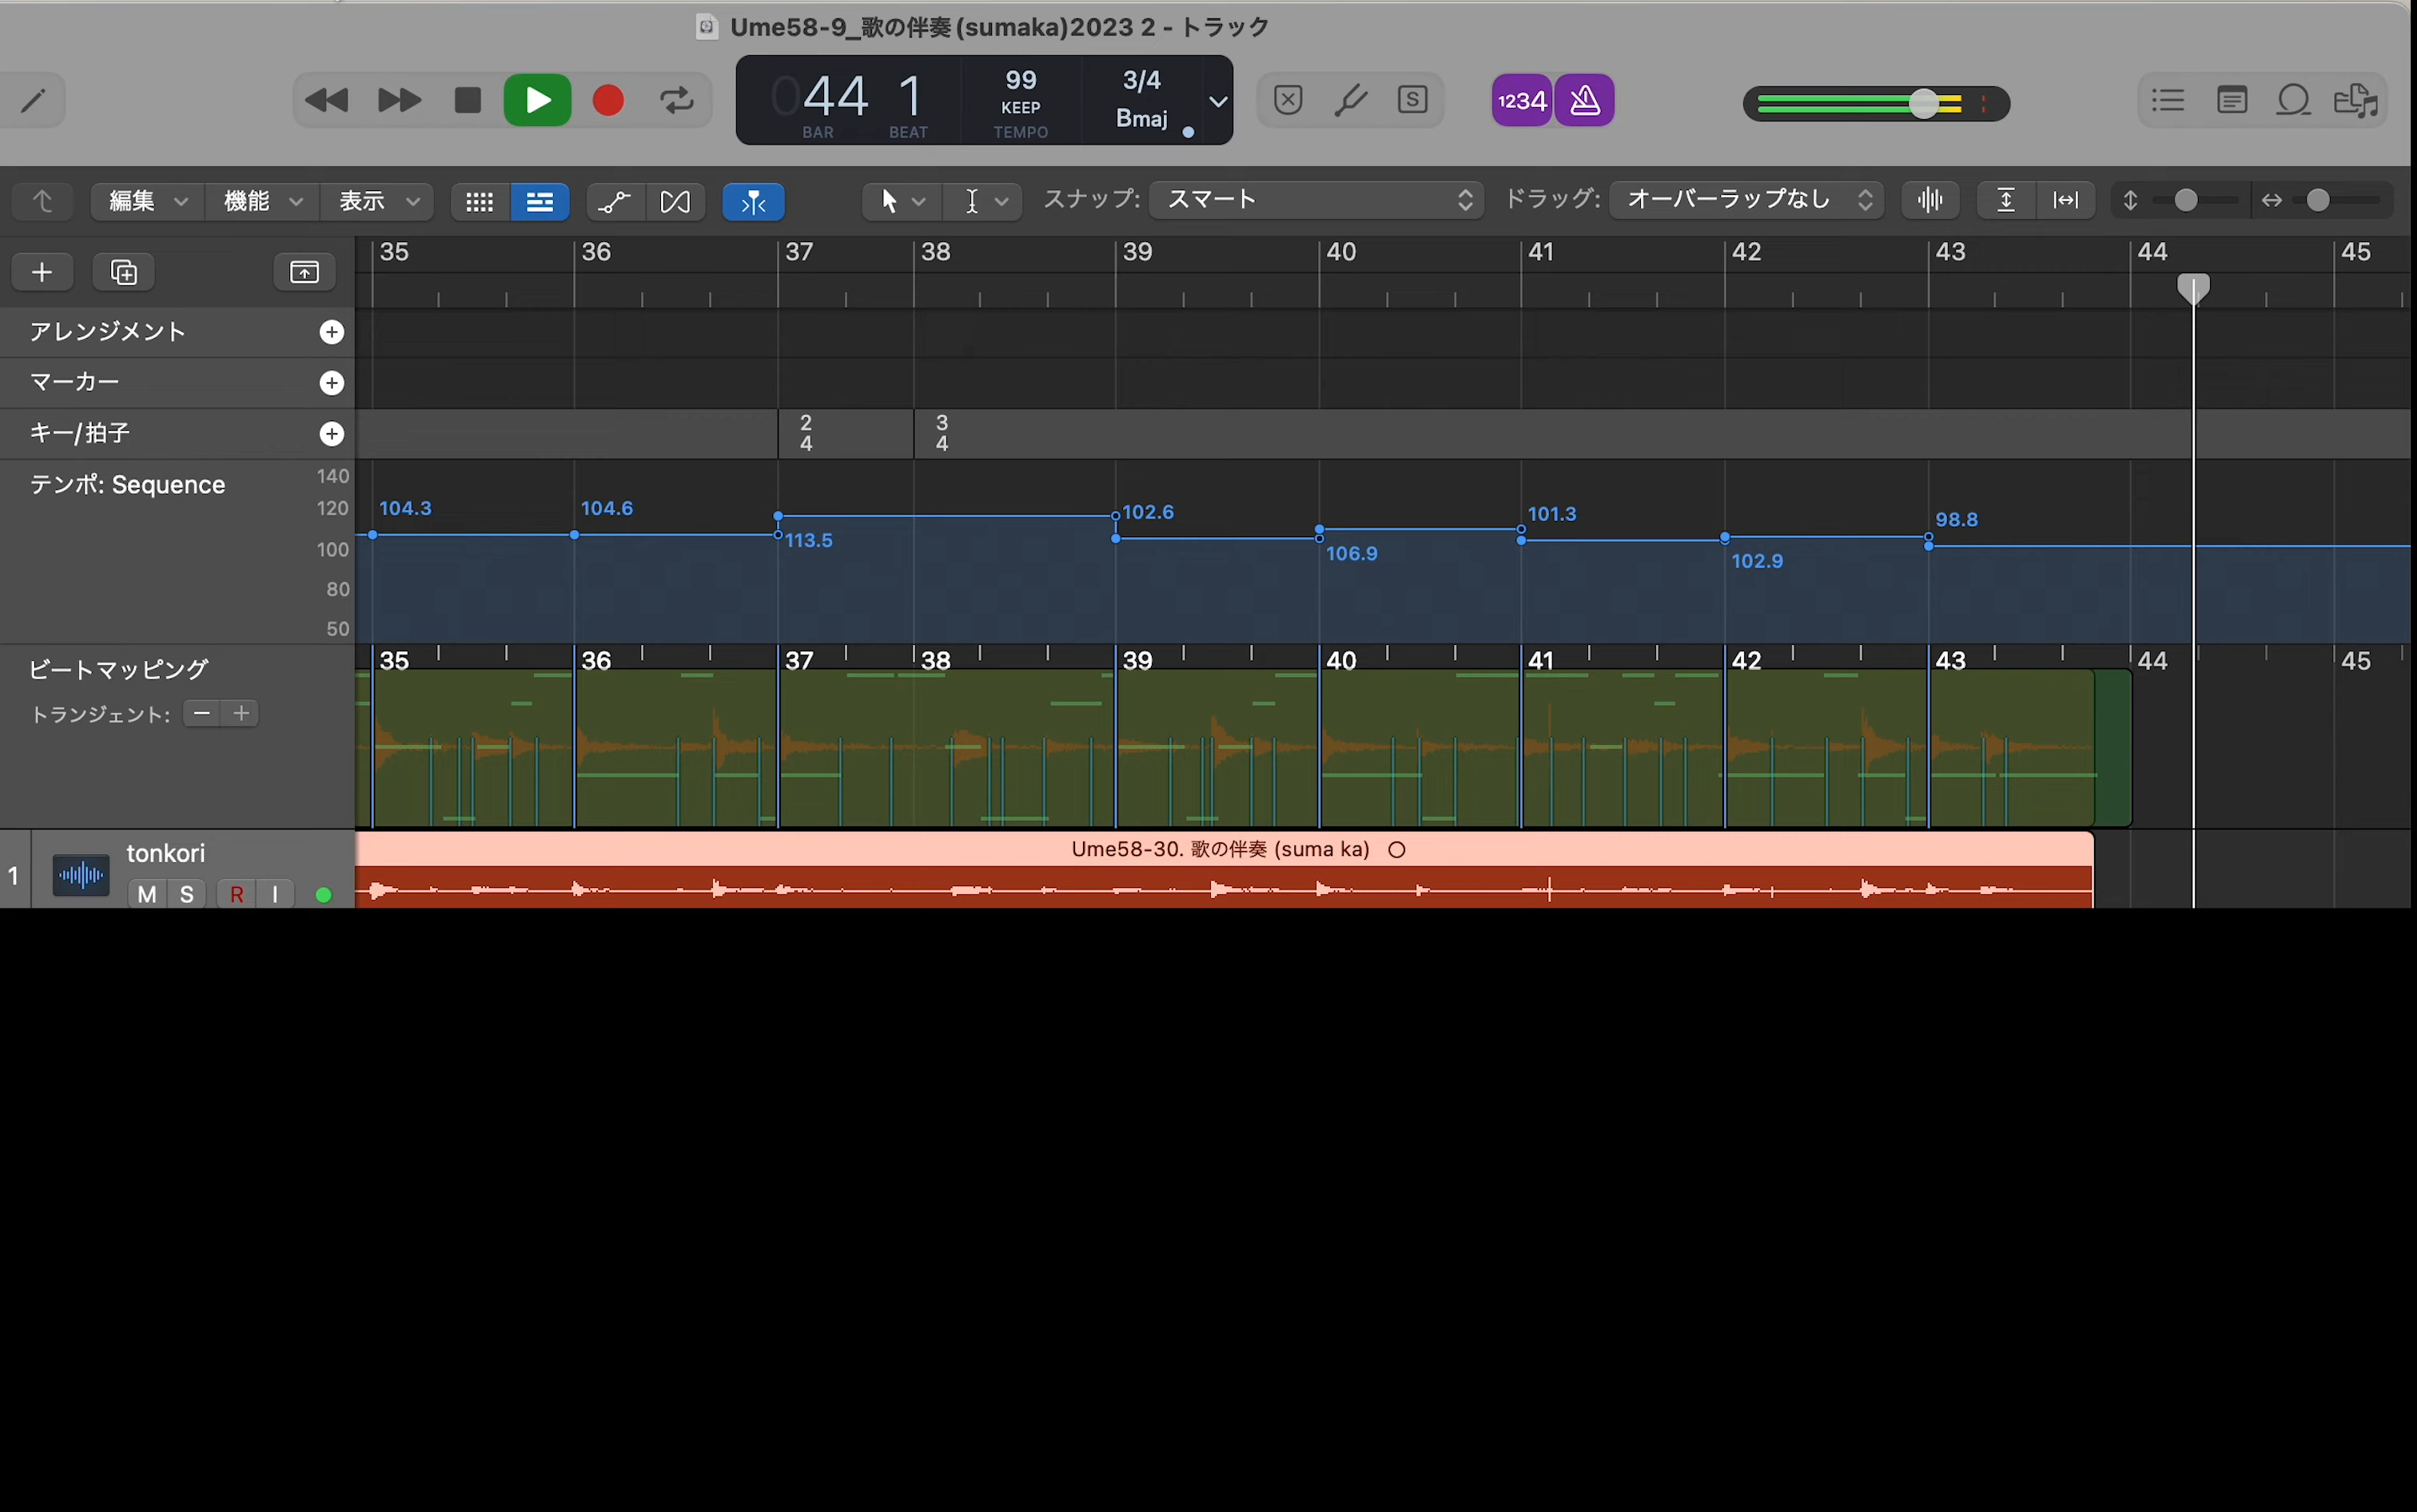 Ume58-9_歌の伴奏(sumaka)2023 2 - トラック
044 1
BAR BEAT
99
KEEP
TEMPO
3/4
Bmaj
S
1234
編集 機能 表示 スナップ: スマート ドラッグ: オーバーラップなし
35 36 37 38 39 40 41 42 43 44 45
アレンジメント
マーカー
キー/拍子
2
4
3
4
テンポ: Sequence
140
120
100
80
50
104.3 104.6 113.5 102.6 106.9 101.3 102.9 98.8
ビートマッピング
35 36 37 38 39 40 41 42 43 44 45
トランジェント: − +
1
tonkori
M S R I
Ume58-30. 歌の伴奏 (suma ka)